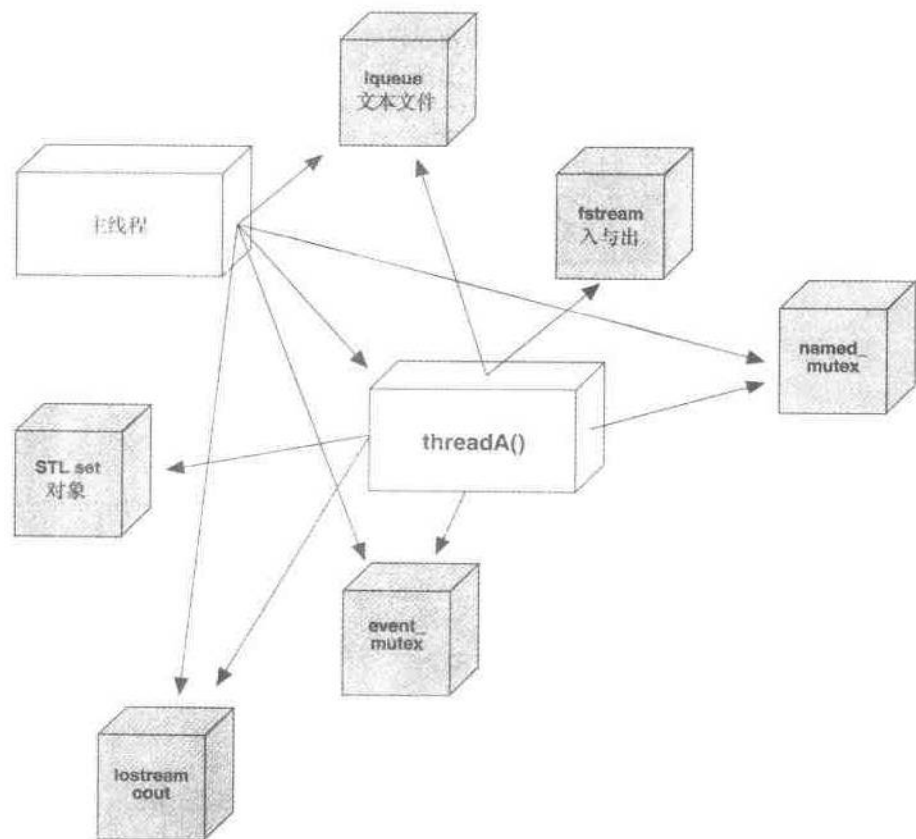 lqueue
文本文件
主线程
fstream
入与出
named_
mutex
threadA()
STL set
对象
event_
mutex
iostream
cout